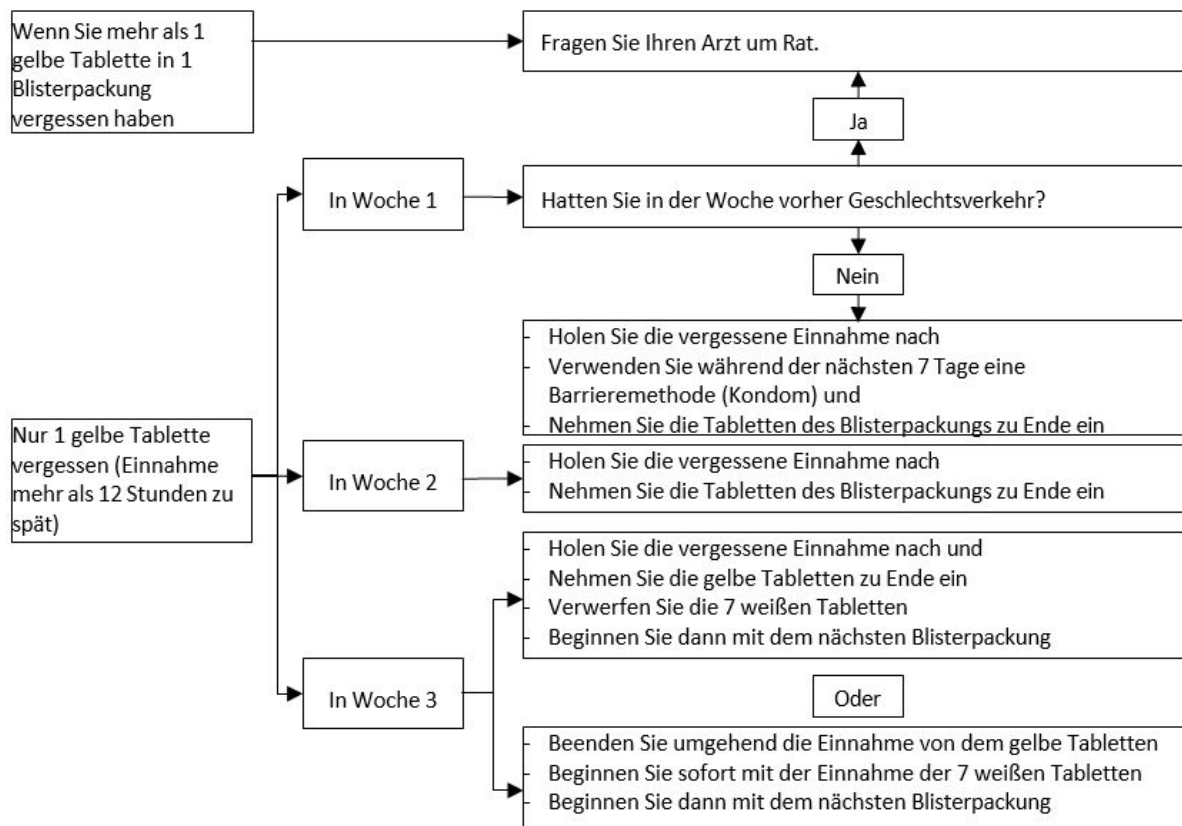 Wenn Sie mehr als 1
gelbe Tablette in 1
Blisterpackung
vergessen haben
Fragen Sie Ihren Arzt um Rat.
Ja
In Woche 1
Hatten Sie in der Woche vorher Geschlechtsverkehr?
Nein
- Holen Sie die vergessene Einnahme nach
- Verwenden Sie während der nächsten 7 Tage eine
Barrieremethode (Kondom) und
- Nehmen Sie die Tabletten des Blisterpackungs zu Ende ein
Nur 1 gelbe Tablette
vergessen (Einnahme
mehr als 12 Stunden zu
spät)
In Woche 2
- Holen Sie die vergessene Einnahme nach
- Nehmen Sie die Tabletten des Blisterpackungs zu Ende ein
In Woche 3
- Holen Sie die vergessene Einnahme nach und
- Nehmen Sie die gelbe Tabletten zu Ende ein
- Verwerfen Sie die 7 weißen Tabletten
- Beginnen Sie dann mit dem nächsten Blisterpackung
Oder
- Beenden Sie umgehend die Einnahme von dem gelbe Tabletten
- Beginnen Sie sofort mit der Einnahme der 7 weißen Tabletten
- Beginnen Sie dann mit dem nächsten Blisterpackung